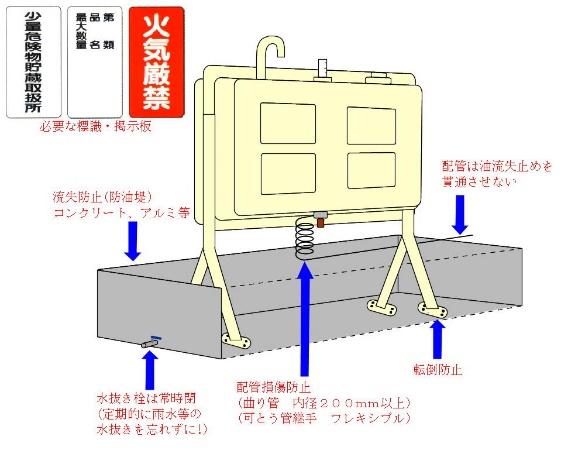 少量危険物貯蔵取扱所
第　類
品　名
最大数量
火気厳禁
必要な標識・掲示板
配管は油流失止めを
貫通させない
流失防止(防油堤)
コンクリート、アルミ等
転倒防止
配管損傷防止
(曲り管　内径２００ｍｍ以上)
(可とう管継手　フレキシブル)
水抜き栓は常時閉
(定期的に雨水等の
水抜きを忘れずに!)